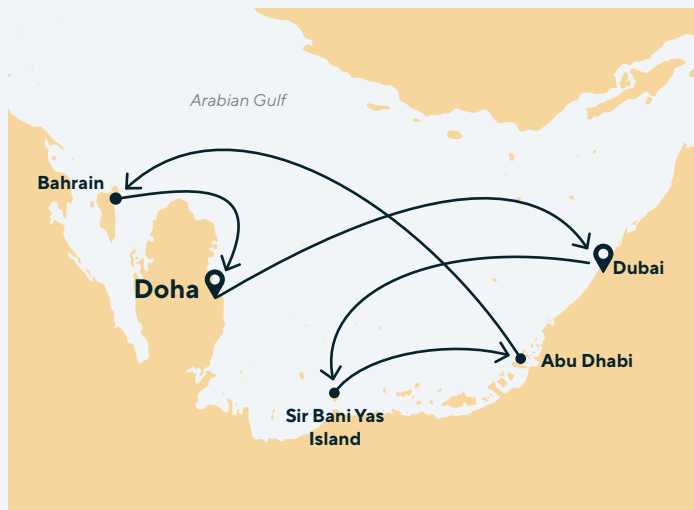 Arabian Gulf
Bahrain
Doha
Dubai
Abu Dhabi
Sir Bani Yas
Island